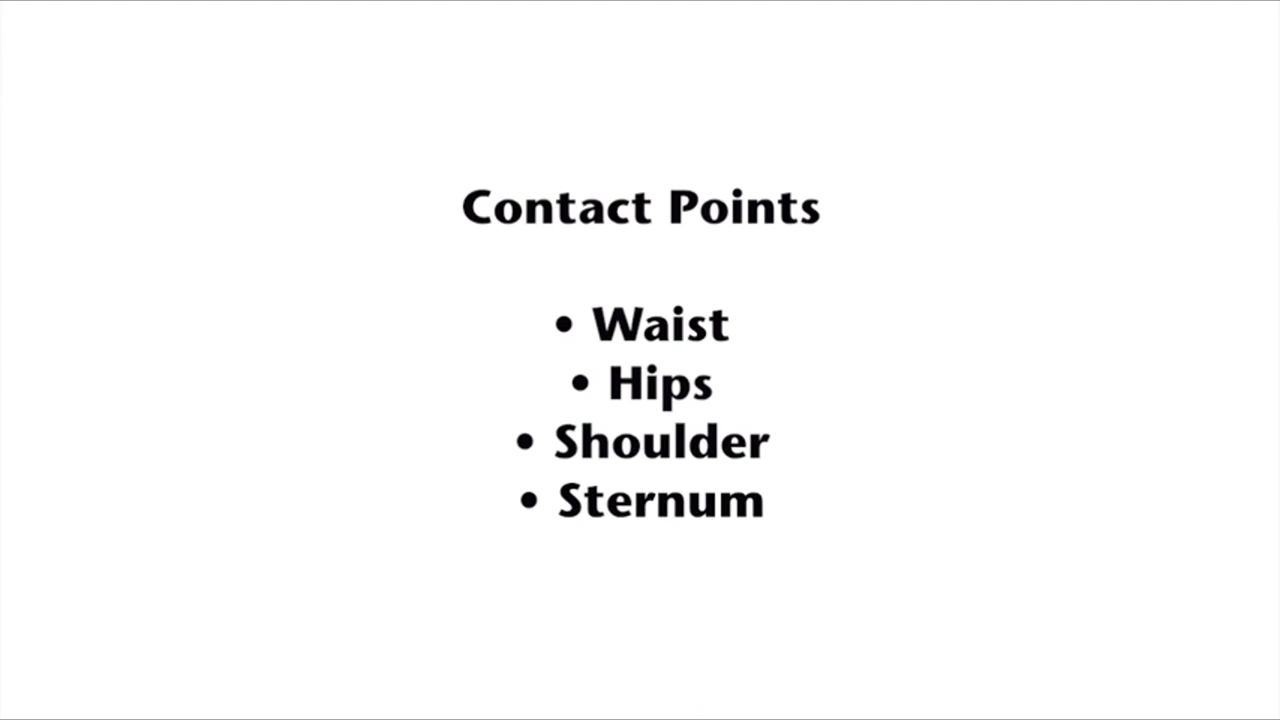 Contact Points
• Waist
• Hips
• Shoulder
• Sternum